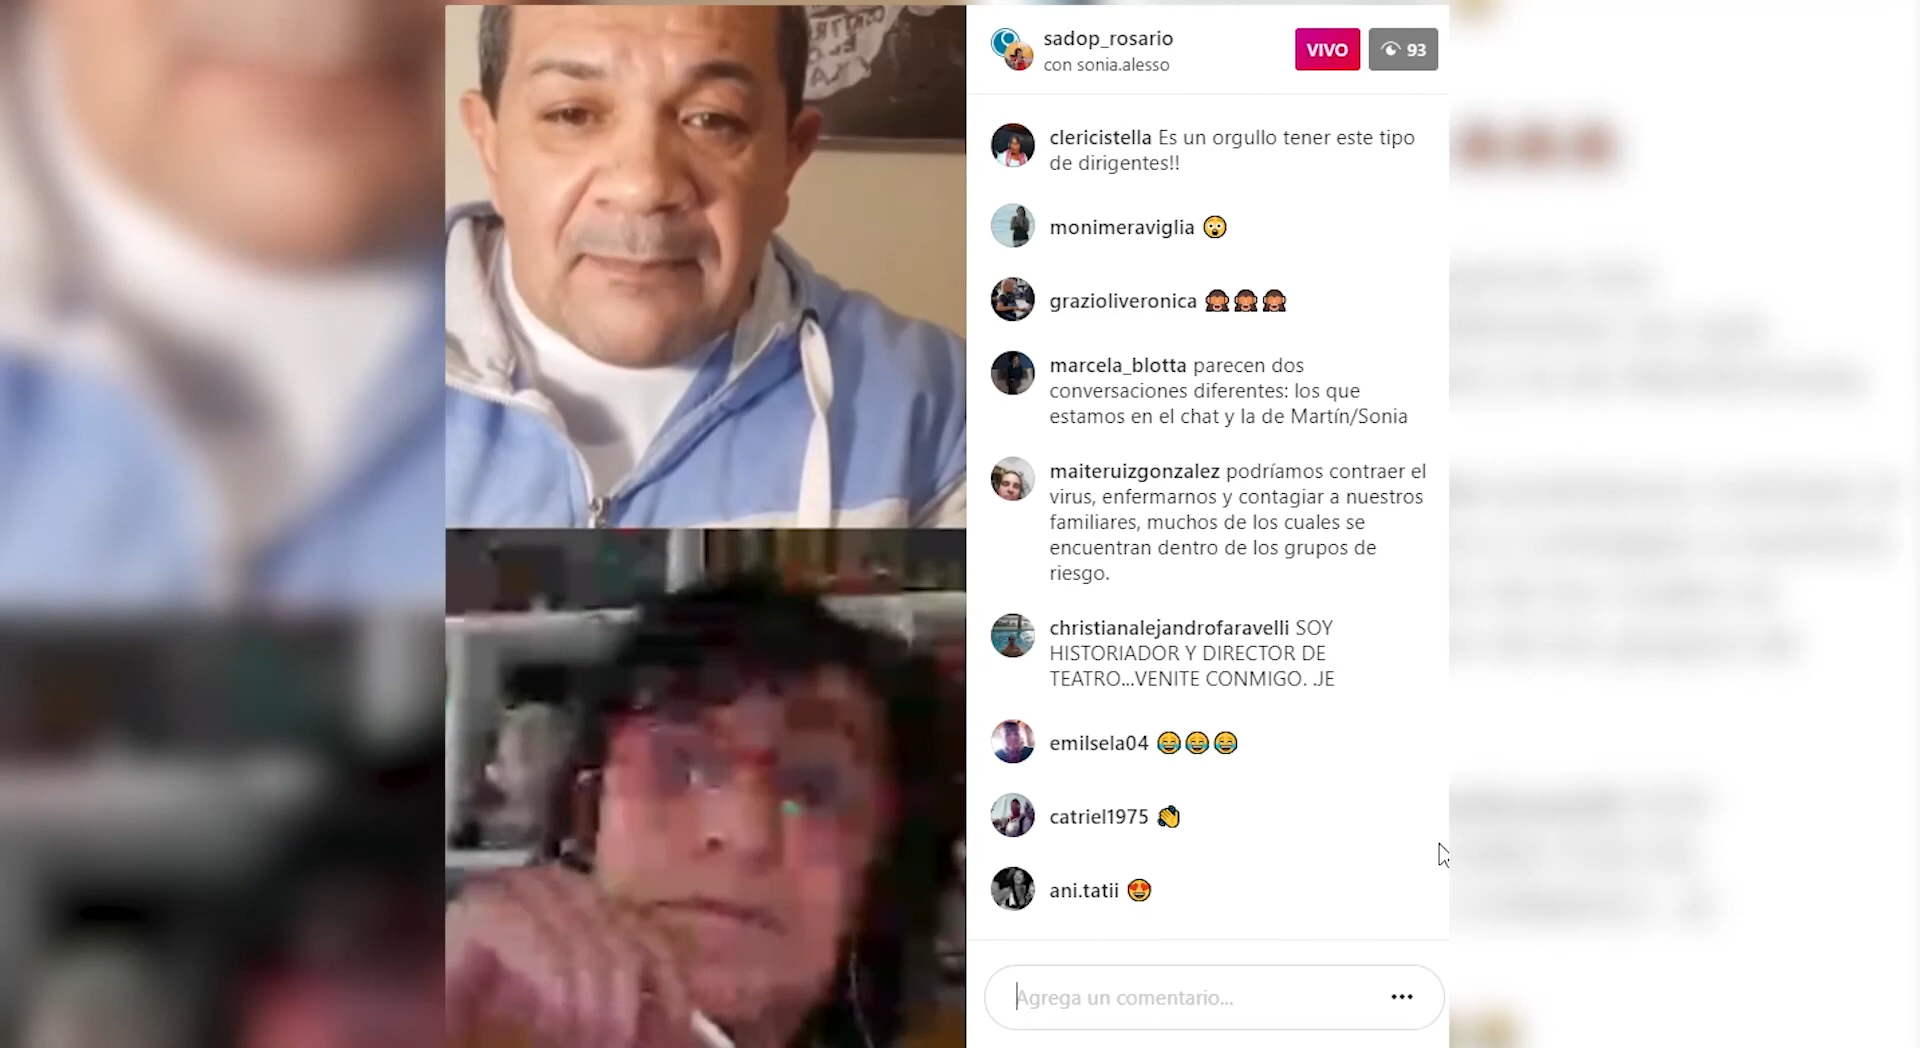 sadop_rosario
con sonia.alesso
VIVO
93
clericistella Es un orgullo tener este tipo
de dirigentes!!
monimeraviglia 😲
grazioliveronica 🙈🙈🙈
marcela_blotta parecen dos
conversaciones diferentes: los que
estamos en el chat y la de Martín/Sonia
maiteruizgonzalez podríamos contraer el
virus, enfermarnos y contagiar a nuestros
familiares, muchos de los cuales se
encuentran dentro de los grupos de
riesgo.
christianalejandrofaravelli SOY
HISTORIADOR Y DIRECTOR DE
TEATRO...VENITE CONMIGO. .JE
emilsela04 😂😂😂
catriel1975 👏
ani.tatii 😍
Agrega un comentario...